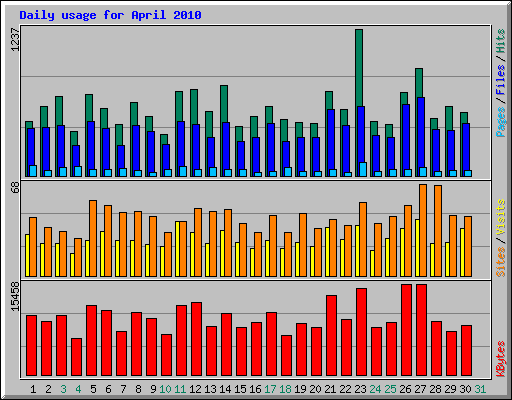 Daily usage for April 2010
1237
Pages / Files / Hits
68
Sites / Visits
15458
KBytes
1 2 3 4 5 6 7 8 9 10 11 12 13 14 15 16 17 18 19 20 21 22 23 24 25 26 27 28 29 30 31